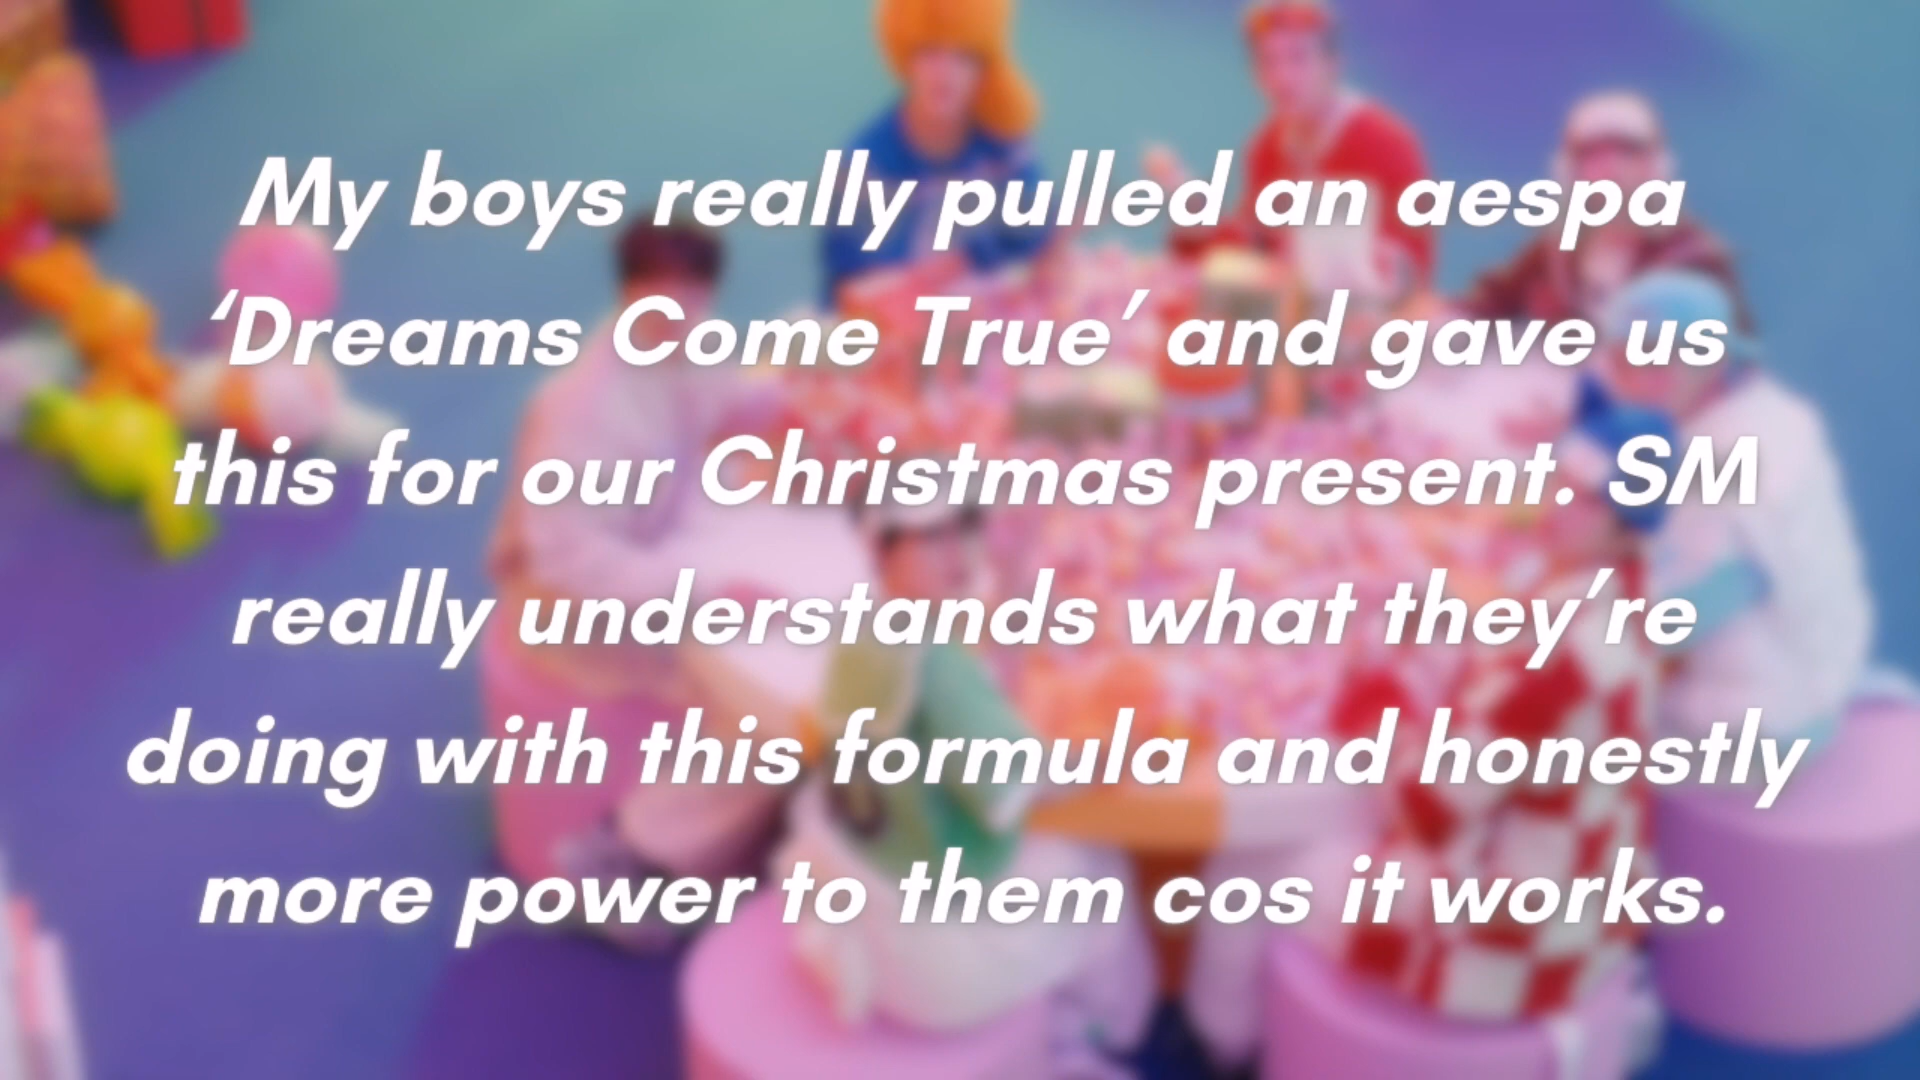 My boys really pulled an aespa
‘Dreams Come True’ and gave us
this for our Christmas present. SM
really understands what they’re
doing with this formula and honestly
more power to them cos it works.